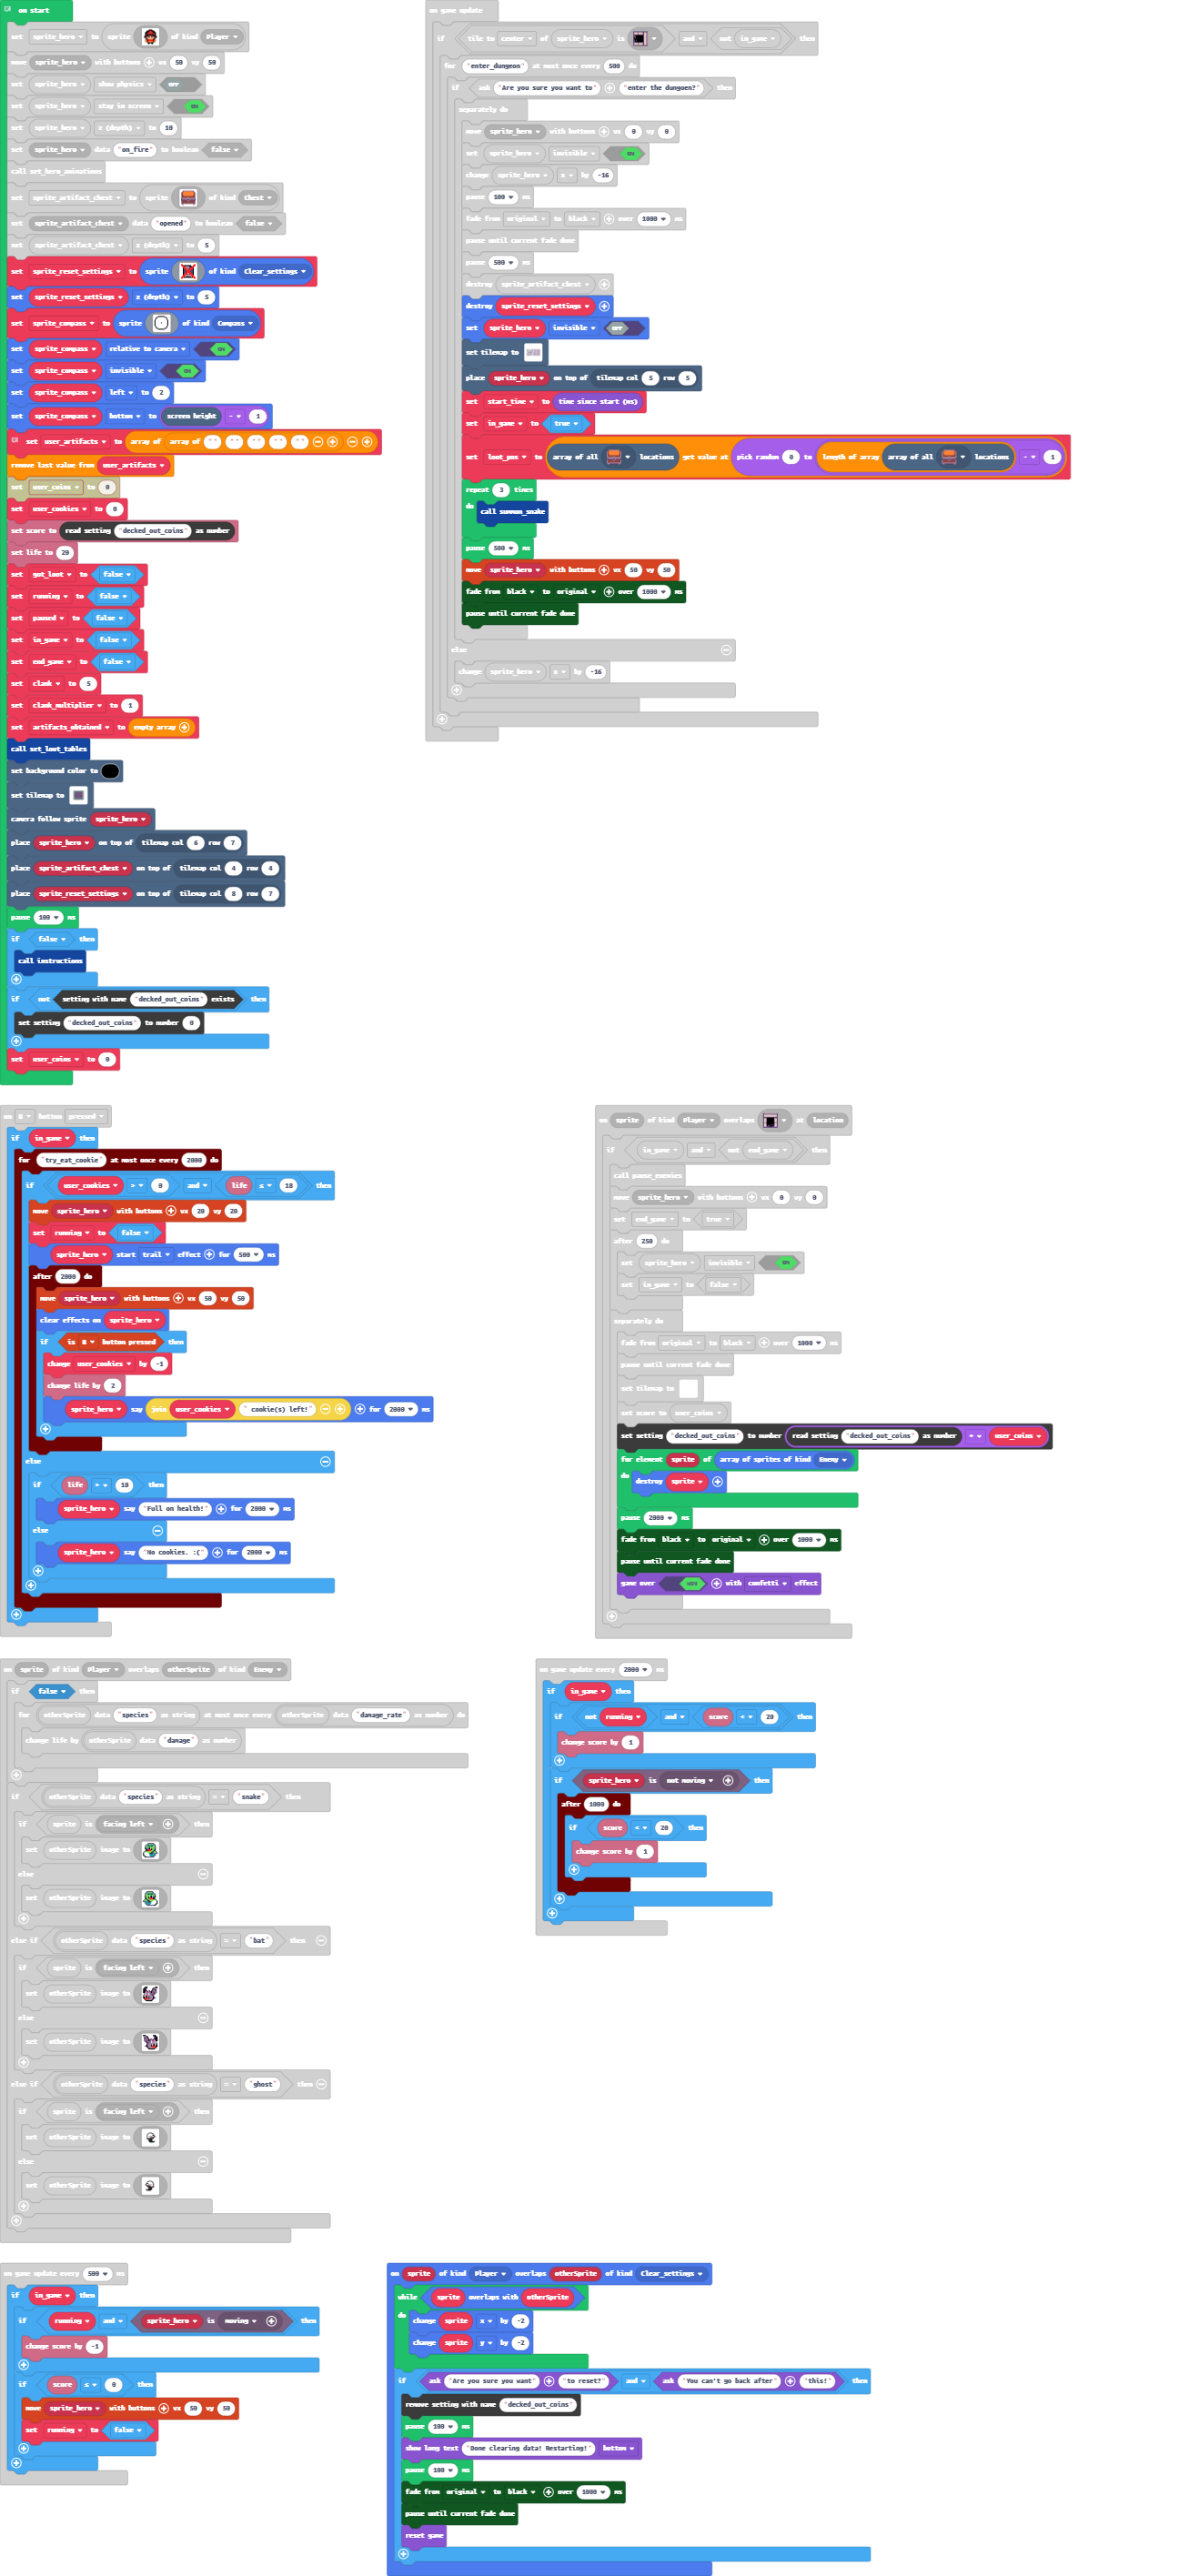 on start
set sprite_hero to sprite of kind Player
move sprite_hero with buttons vx 50 vy 50
set sprite_hero show physics OFF
set sprite_hero stay in screen ON
set sprite_hero z (depth) to 10
set sprite_hero data "on_fire" to boolean false
call set_hero_animations
set sprite_artifact_chest to sprite of kind Chest
set sprite_artifact_chest data "opened" to boolean false
set sprite_artifact_chest z (depth) to 5
set sprite_reset_settings to sprite of kind Clear_settings
set sprite_reset_settings z (depth) to 5
set sprite_compass to sprite of kind Compass
set sprite_compass relative to camera ON
set sprite_compass invisible ON
set sprite_compass left to 2
set sprite_compass bottom to screen height - 1
set user_artifacts to array of array of " " " " " " " " " "
remove last value from user_artifacts
set user_coins to 0
set user_cookies to 0
set score to read setting "decked_out_coins" as number
set life to 20
set got_loot to false
set running to false
set paused to false
set in_game to false
set end_game to false
set clank to 5
set clank_multiplier to 1
set artifacts_obtained to empty array
call set_loot_tables
set background color to
set tilemap to
camera follow sprite sprite_hero
place sprite_hero on top of tilemap col 6 row 7
place sprite_artifact_chest on top of tilemap col 4 row 4
place sprite_reset_settings on top of tilemap col 8 row 7
pause 100 ms
if false then
call instructions
if not setting with name "decked_out_coins" exists then
set setting "decked_out_coins" to number 0
set user_coins to 0
on game update
if tile to center of sprite_hero is and not in_game then
for "enter_dungeon" at most once every 500 do
if ask "Are you sure you want to" "enter the dungoen?" then
separately do
move sprite_hero with buttons vx 0 vy 0
set sprite_hero invisible ON
change sprite_hero x by -16
pause 100 ms
fade from original to black over 1000 ms
pause until current fade done
pause 500 ms
destroy sprite_artifact_chest
destroy sprite_reset_settings
set sprite_hero invisible OFF
set tilemap to
place sprite_hero on top of tilemap col 5 row 5
set start_time to time since start (ms)
set in_game to true
set loot_pos to array of all locations get value at pick random 0 to length of array array of all locations - 1
repeat 3 times
do call summon_snake
pause 500 ms
move sprite_hero with buttons vx 50 vy 50
fade from black to original over 1000 ms
pause until current fade done
else
change sprite_hero x by -16
on B button pressed
if in_game then
for "try_eat_cookie" at most once every 2000 do
if user_cookies > 0 and life ≤ 18 then
move sprite_hero with buttons vx 20 vy 20
set running to false
sprite_hero start trail effect for 500 ms
after 2000 do
move sprite_hero with buttons vx 50 vy 50
clear effects on sprite_hero
if is B button pressed then
change user_cookies by -1
change life by 2
sprite_hero say join user_cookies " cookie(s) left!" for 2000 ms
else
if life > 18 then
sprite_hero say "Full on health!" for 2000 ms
else
sprite_hero say "No cookies. :(" for 2000 ms
on sprite of kind Player overlaps at location
if in_game and not end_game then
call pause_enemies
move sprite_hero with buttons vx 0 vy 0
set end_game to true
after 250 do
set sprite_hero invisible ON
set in_game to false
separately do
fade from original to black over 1000 ms
pause until current fade done
set tilemap to
set score to user_coins
set setting "decked_out_coins" to number read setting "decked_out_coins" as number + user_coins
for element sprite of array of sprites of kind Enemy
do destroy sprite
pause 2000 ms
fade from black to original over 1000 ms
pause until current fade done
game over WIN with confetti effect
on sprite of kind Player overlaps otherSprite of kind Enemy
if false then
for otherSprite data "species" as string at most once every otherSprite data "damage_rate" as number do
change life by otherSprite data "damage" as number
if otherSprite data "species" as string = "snake" then
if sprite is facing left then
set otherSprite image to
else
set otherSprite image to
else if otherSprite data "species" as string = "bat" then
if sprite is facing left then
set otherSprite image to
else
set otherSprite image to
else if otherSprite data "species" as string = "ghost" then
if sprite is facing left then
set otherSprite image to
else
set otherSprite image to
on game update every 2000 ms
if in_game then
if not running and score < 20 then
change score by 1
if sprite_hero is not moving then
after 1000 do
if score < 20 then
change score by 1
on game update every 500 ms
if in_game then
if running and sprite_hero is moving then
change score by -1
if score ≤ 0 then
move sprite_hero with buttons vx 50 vy 50
set running to false
on sprite of kind Player overlaps otherSprite of kind Clear_settings
while sprite overlaps with otherSprite
do change sprite x by -2
change sprite y by -2
if ask "Are you sure you want" "to reset?" and ask "You can't go back after" "this!" then
remove setting with name "decked_out_coins"
pause 100 ms
show long text "Done clearing data! Restarting!" bottom
pause 100 ms
fade from original to black over 1000 ms
pause until current fade done
reset game